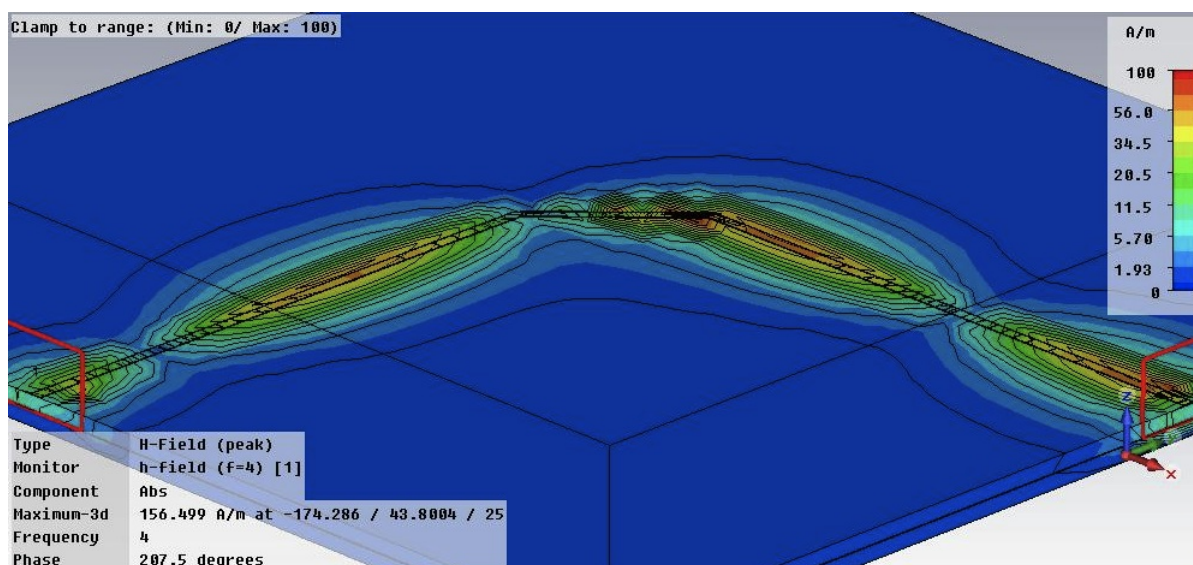 Clamp to range: (Min: 0/ Max: 100)
A/m
100
56.0
34.5
20.5
11.5
5.70
1.93
0
Type H-Field (peak)
Monitor h-field (f=4) [1]
Component Abs
Maximum-3d 156.499 A/m at -174.286 / 43.8004 / 25
Frequency 4
Phase 207.5 degrees
z
x